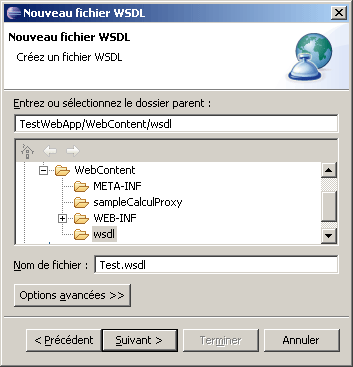 Nouveau fichier WSDL
Nouveau fichier WSDL
Créez un fichier WSDL
Entrez ou sélectionnez le dossier parent :
TestWebApp/WebContent/wsdl
WebContent
META-INF
sampleCalculProxy
WEB-INF
wsdl
Nom de fichier : Test.wsdl
Options avancées >>
< Précédent Suivant > Terminer Annuler